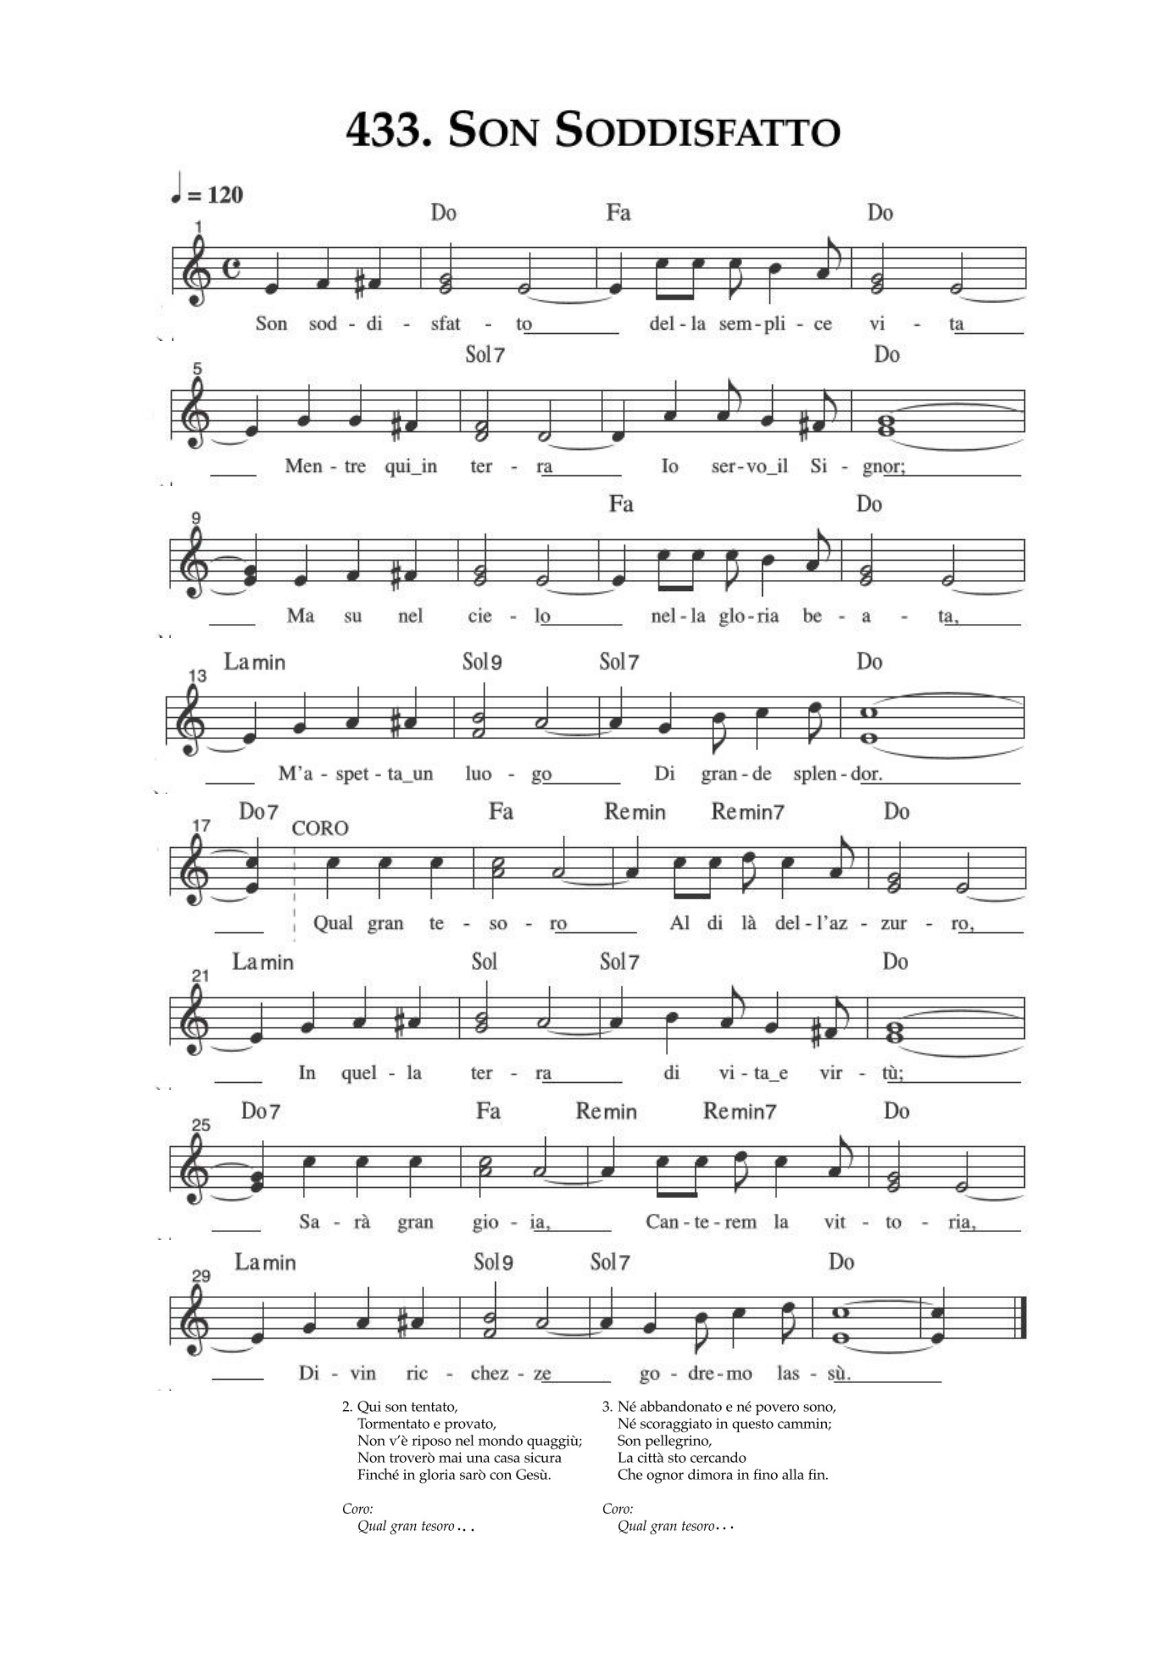 433. SON SODDISFATTO
= 120
Do Fa Do
1
Son sod - di - sfat - to del - la sem - pli - ce vi - ta
Sol7 Do
5
Men - tre qui_in ter - ra Io ser - vo_il Si - gnor;
Fa Do
9
Ma su nel cie - lo nel - la glo - ria be - a - ta,
Lamin Sol9 Sol7 Do
13
M'a - spet - ta_un luo - go Di gran - de splen - dor.
Do7 Fa Remin Remin7 Do
17 CORO
Qual gran te - so - ro Al di là del - l'az - zur - ro,
Lamin Sol Sol7 Do
21
In quel - la ter - ra di vi - ta_e vir - tù;
Do7 Fa Remin Remin7 Do
25
Sa - rà gran gio - ia, Can - te - rem la vit - to - ria,
Lamin Sol9 Sol7 Do
29
Di - vin ric - chez - ze go - dre - mo las - sù.
2. Qui son tentato,
Tormentato e provato,
Non v'è riposo nel mondo quaggiù;
Non troverò mai una casa sicura
Finché in gloria sarò con Gesù.
Coro:
Qual gran tesoro...
3. Né abbandonato e né povero sono,
Né scoraggiato in questo cammin;
Son pellegrino,
La città sto cercando
Che ognor dimora in fino alla fin.
Coro:
Qual gran tesoro...